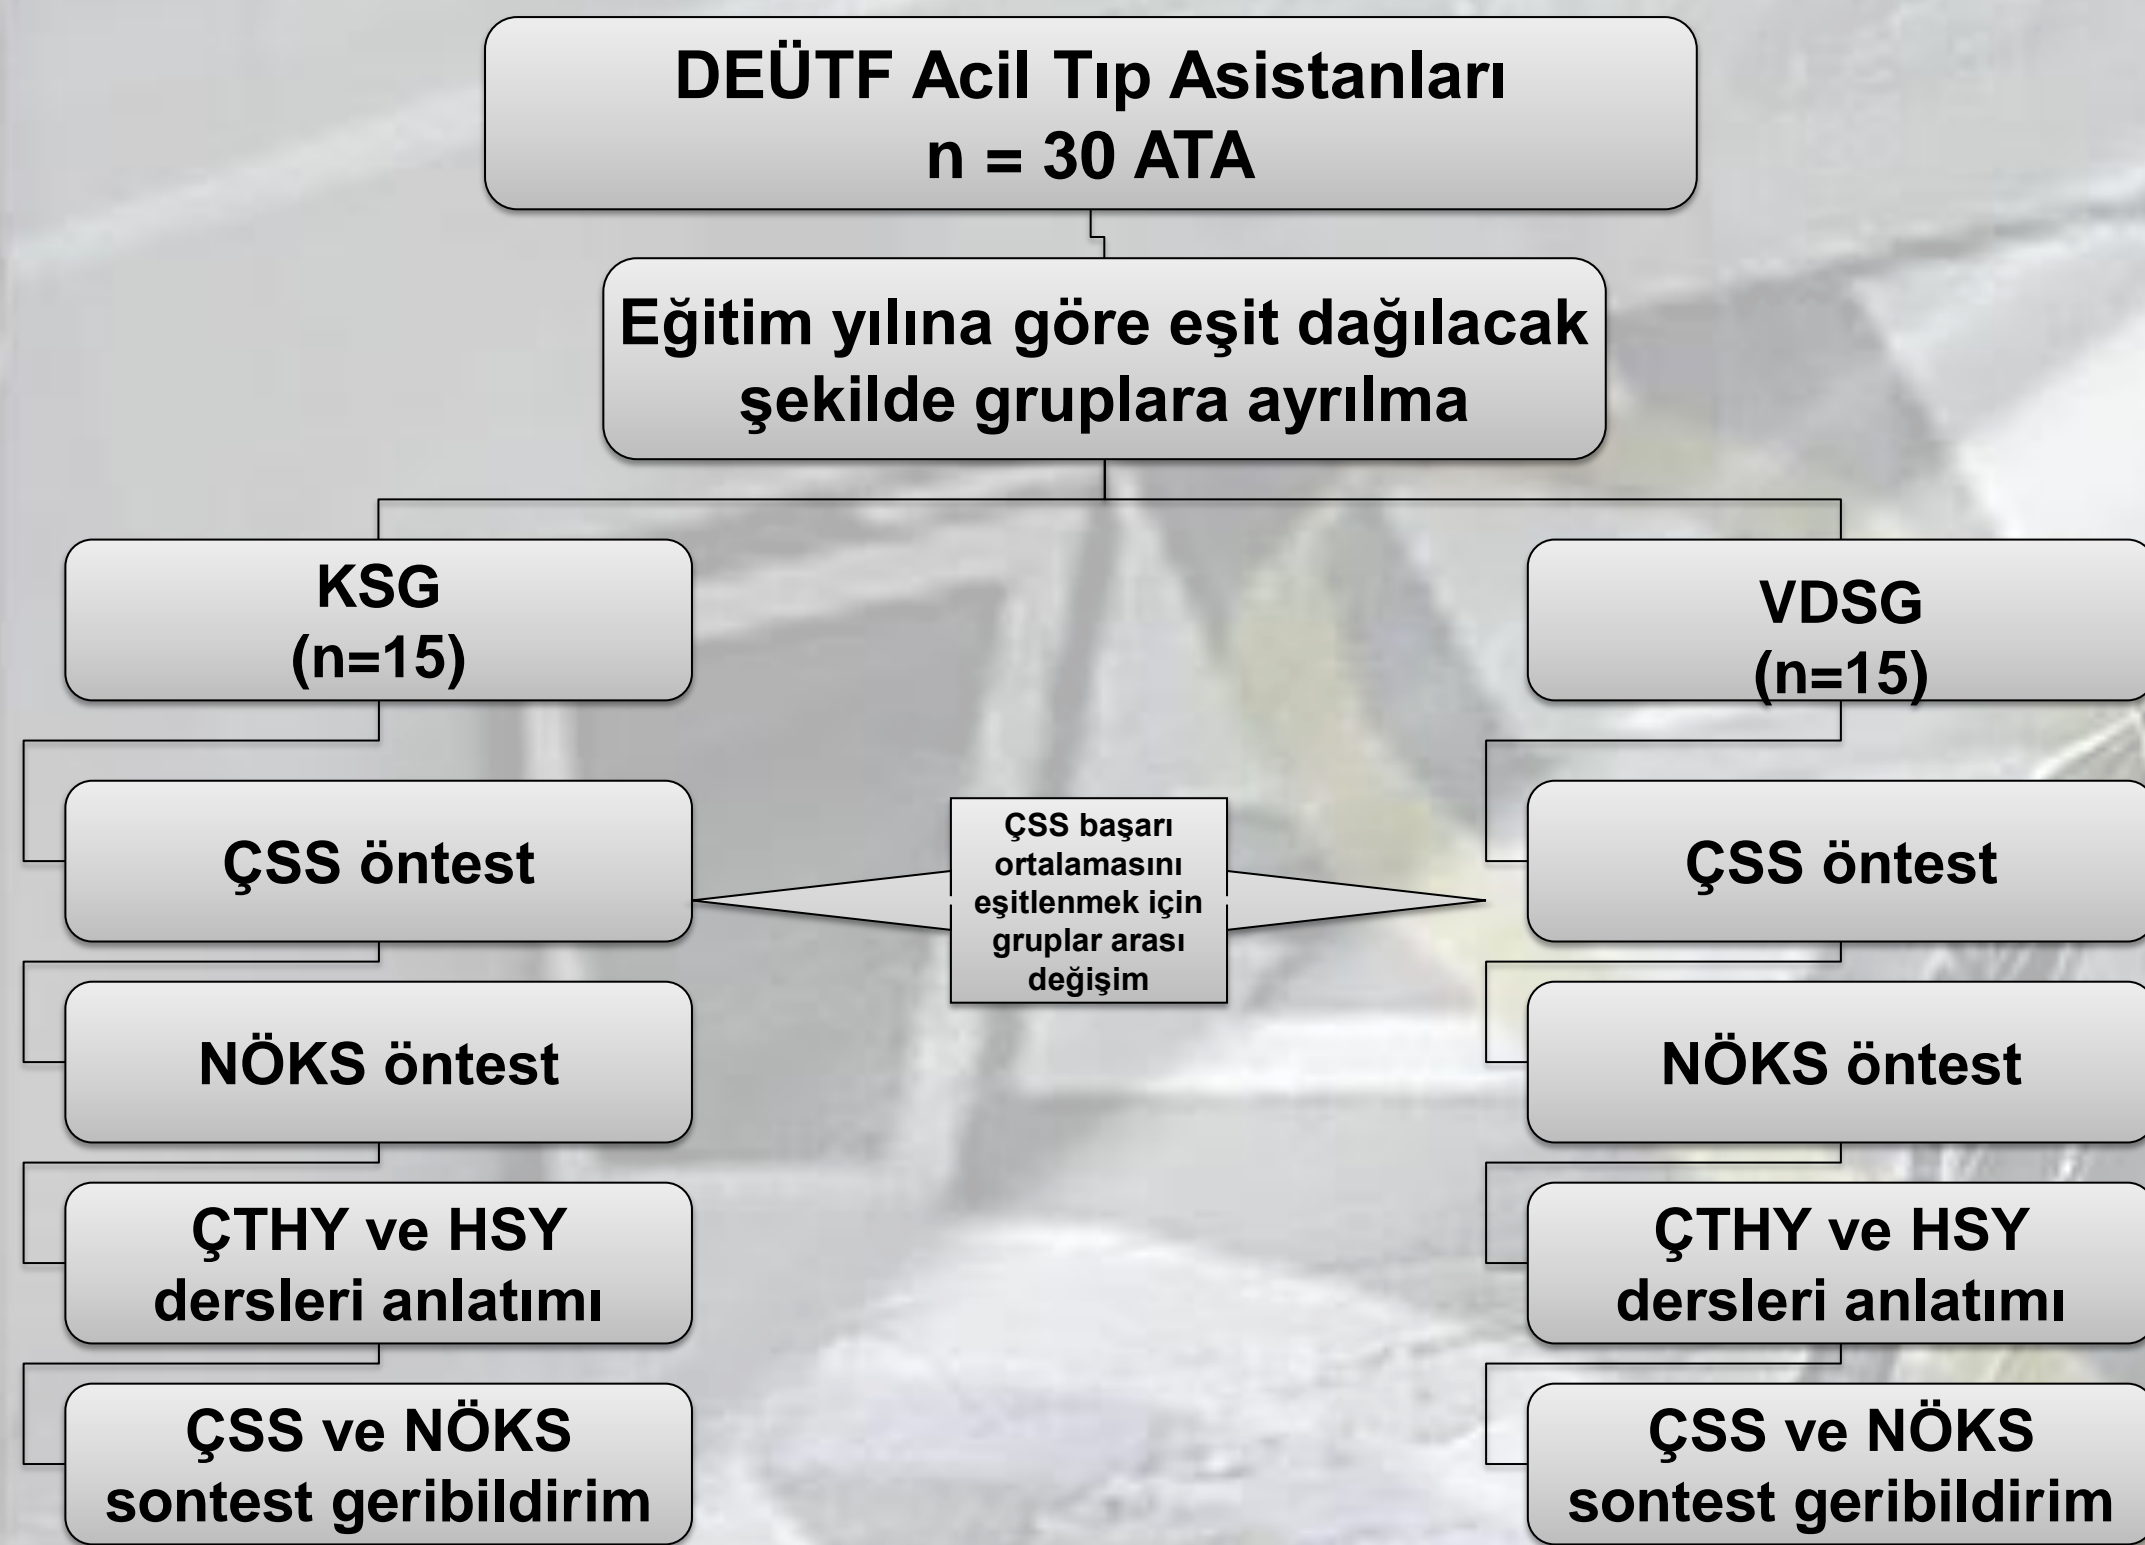 DEÜTF Acil Tıp Asistanları
n = 30 ATA
Eğitim yılına göre eşit dağılacak
şekilde gruplara ayrılma
KSG
(n=15)
VDSG
(n=15)
ÇSS öntest
ÇSS başarı
ortalamasını
eşitlenmek için
gruplar arası
değişim
ÇSS öntest
NÖKS öntest
NÖKS öntest
ÇTHY ve HSY
dersleri anlatımı
ÇTHY ve HSY
dersleri anlatımı
ÇSS ve NÖKS
sontest geribildirim
ÇSS ve NÖKS
sontest geribildirim